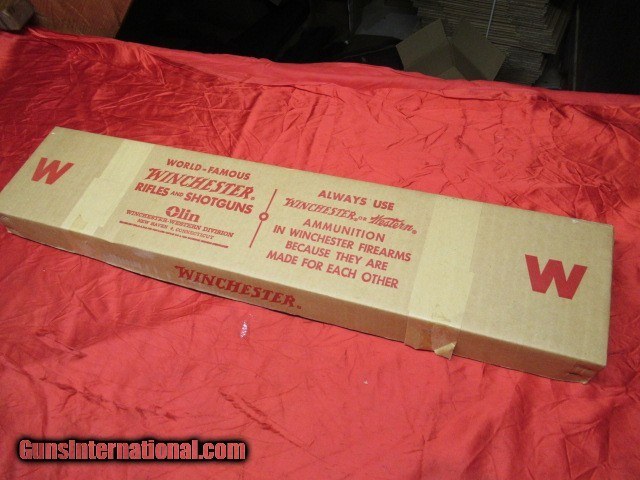 W
WORLD-FAMOUS
WINCHESTER®
RIFLES AND SHOTGUNS
Olin
WINCHESTER-WESTERN DIVISION
NEW HAVEN 4, CONNECTICUT
ALWAYS USE
WINCHESTER® OR Western®
AMMUNITION
IN WINCHESTER FIREARMS
BECAUSE THEY ARE
MADE FOR EACH OTHER
W
WINCHESTER®
GunsInternational.com